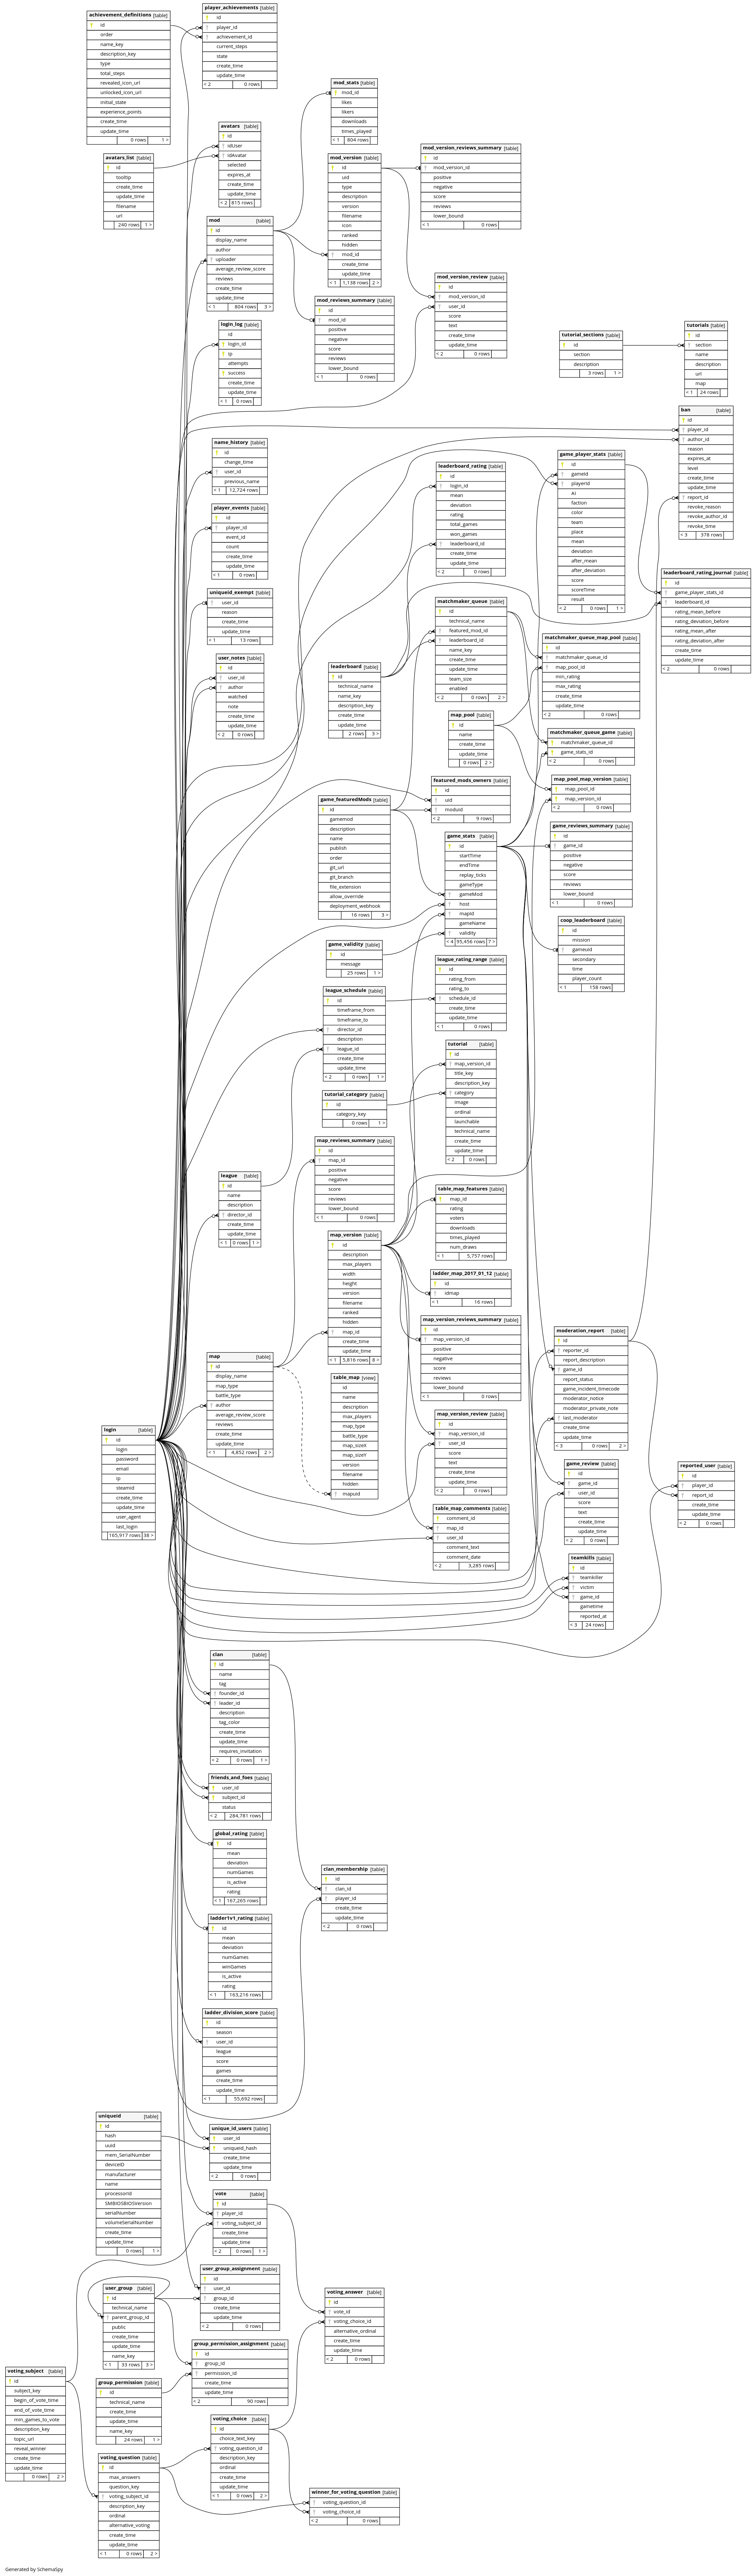 achievement_definitions [table]
id
order
name_key
description_key
type
total_steps
revealed_icon_url
unlocked_icon_url
initial_state
experience_points
create_time
update_time
0 rows 1 >
player_achievements [table]
id
player_id
achievement_id
current_steps
state
create_time
update_time
< 2 0 rows
mod_stats [table]
mod_id
likes
likers
downloads
times_played
< 1 804 rows
avatars [table]
id
idUser
idAvatar
selected
expires_at
create_time
update_time
< 2 815 rows
avatars_list [table]
id
tooltip
create_time
update_time
filename
url
240 rows 1 >
mod_version [table]
id
uid
type
description
version
filename
icon
ranked
hidden
mod_id
create_time
update_time
< 1 1,138 rows 2 >
mod_version_reviews_summary [table]
id
mod_version_id
positive
negative
score
reviews
lower_bound
< 1 0 rows
mod [table]
id
display_name
author
uploader
average_review_score
reviews
create_time
update_time
< 1 804 rows 3 >
mod_version_review [table]
id
mod_version_id
user_id
score
text
create_time
update_time
< 2 0 rows
mod_reviews_summary [table]
id
mod_id
positive
negative
score
reviews
lower_bound
< 1 0 rows
login_log [table]
id
login_id
ip
attempts
success
create_time
update_time
< 1 0 rows
tutorial_sections [table]
id
section
description
3 rows 1 >
tutorials [table]
id
section
name
description
url
map
< 1 24 rows
ban [table]
id
player_id
author_id
reason
expires_at
level
create_time
update_time
report_id
revoke_reason
revoke_author_id
revoke_time
< 3 378 rows
name_history [table]
id
change_time
user_id
previous_name
< 1 12,724 rows
player_events [table]
id
player_id
event_id
count
create_time
update_time
< 1 0 rows
uniqueid_exempt [table]
user_id
reason
create_time
update_time
< 1 13 rows
user_notes [table]
id
user_id
author
watched
note
create_time
update_time
< 2 0 rows
leaderboard_rating [table]
id
login_id
mean
deviation
rating
total_games
won_games
leaderboard_id
create_time
update_time
< 2 0 rows
game_player_stats [table]
id
gameId
playerId
AI
faction
color
team
place
mean
deviation
after_mean
after_deviation
score
scoreTime
result
< 2 0 rows 1 >
leaderboard_rating_journal [table]
id
game_player_stats_id
leaderboard_id
rating_mean_before
rating_deviation_before
rating_mean_after
rating_deviation_after
create_time
update_time
< 2 0 rows
matchmaker_queue [table]
id
technical_name
featured_mod_id
leaderboard_id
name_key
create_time
update_time
team_size
enabled
< 2 0 rows 2 >
matchmaker_queue_map_pool [table]
id
matchmaker_queue_id
map_pool_id
min_rating
max_rating
create_time
update_time
< 2 0 rows
leaderboard [table]
id
technical_name
name_key
description_key
create_time
update_time
2 rows 3 >
map_pool [table]
id
name
create_time
update_time
0 rows 2 >
matchmaker_queue_game [table]
matchmaker_queue_id
game_stats_id
< 2 0 rows
map_pool_map_version [table]
map_pool_id
map_version_id
< 2 0 rows
featured_mods_owners [table]
id
uid
moduid
< 2 9 rows
game_featuredMods [table]
id
gamemod
description
name
publish
order
git_url
git_branch
file_extension
allow_override
deployment_webhook
16 rows 3 >
game_stats [table]
id
startTime
endTime
replay_ticks
gameType
gameMod
host
mapId
gameName
validity
< 4 95,456 rows 7 >
game_reviews_summary [table]
id
game_id
positive
negative
score
reviews
lower_bound
< 1 0 rows
coop_leaderboard [table]
id
mission
gameuid
secondary
time
player_count
< 1 158 rows
game_validity [table]
id
message
25 rows 1 >
league_rating_range [table]
id
rating_from
rating_to
schedule_id
create_time
update_time
< 1 0 rows
league_schedule [table]
id
timeframe_from
timeframe_to
director_id
description
league_id
create_time
update_time
< 2 0 rows 1 >
tutorial [table]
id
map_version_id
title_key
description_key
category
image
ordinal
launchable
technical_name
create_time
update_time
< 2 0 rows
tutorial_category [table]
id
category_key
0 rows 1 >
map_reviews_summary [table]
id
map_id
positive
negative
score
reviews
lower_bound
< 1 0 rows
league [table]
id
name
description
director_id
create_time
update_time
< 1 0 rows 1 >
table_map_features [table]
map_id
rating
voters
downloads
times_played
num_draws
< 1 5,757 rows
map_version [table]
id
description
max_players
width
height
version
filename
ranked
hidden
map_id
create_time
update_time
< 1 5,816 rows 8 >
ladder_map_2017_01_12 [table]
id
idmap
< 1 16 rows
map_version_reviews_summary [table]
id
map_version_id
positive
negative
score
reviews
lower_bound
< 1 0 rows
moderation_report [table]
id
reporter_id
report_description
game_id
report_status
game_incident_timecode
moderator_notice
moderator_private_note
last_moderator
create_time
update_time
< 3 0 rows 2 >
map [table]
id
display_name
map_type
battle_type
author
average_review_score
reviews
create_time
update_time
< 1 4,852 rows 2 >
table_map [view]
id
name
description
max_players
map_type
battle_type
map_sizeX
map_sizeY
version
filename
hidden
mapuid
map_version_review [table]
id
map_version_id
user_id
score
text
create_time
update_time
< 2 0 rows
login [table]
id
login
password
email
ip
steamid
create_time
update_time
user_agent
last_login
165,917 rows 38 >
game_review [table]
id
game_id
user_id
score
text
create_time
update_time
< 2 0 rows
reported_user [table]
id
player_id
report_id
create_time
update_time
< 2 0 rows
table_map_comments [table]
comment_id
map_id
user_id
comment_text
comment_date
< 2 3,285 rows
teamkills [table]
id
teamkiller
victim
game_id
gametime
reported_at
< 3 24 rows
clan [table]
id
name
tag
founder_id
leader_id
description
tag_color
create_time
update_time
requires_invitation
< 2 0 rows 1 >
friends_and_foes [table]
user_id
subject_id
status
< 2 284,781 rows
global_rating [table]
id
mean
deviation
numGames
is_active
rating
< 1 167,265 rows
clan_membership [table]
id
clan_id
player_id
create_time
update_time
< 2 0 rows
ladder1v1_rating [table]
id
mean
deviation
numGames
winGames
is_active
rating
< 1 163,216 rows
ladder_division_score [table]
id
season
user_id
league
score
games
create_time
update_time
< 1 55,692 rows
uniqueid [table]
id
hash
uuid
mem_SerialNumber
deviceID
manufacturer
name
processorId
SMBIOSBIOSVersion
serialNumber
volumeSerialNumber
create_time
update_time
0 rows 1 >
unique_id_users [table]
user_id
uniqueid_hash
create_time
update_time
< 2 0 rows
vote [table]
id
player_id
voting_subject_id
create_time
update_time
< 2 0 rows 1 >
user_group_assignment [table]
id
user_id
group_id
create_time
update_time
< 2 0 rows
user_group [table]
id
technical_name
parent_group_id
public
create_time
update_time
name_key
< 1 33 rows 3 >
voting_answer [table]
id
vote_id
voting_choice_id
alternative_ordinal
create_time
update_time
< 2 0 rows
group_permission_assignment [table]
id
group_id
permission_id
create_time
update_time
< 2 90 rows
voting_subject [table]
id
subject_key
begin_of_vote_time
end_of_vote_time
min_games_to_vote
description_key
topic_url
reveal_winner
create_time
update_time
0 rows 2 >
group_permission [table]
id
technical_name
create_time
update_time
name_key
24 rows 1 >
voting_choice [table]
id
choice_text_key
voting_question_id
description_key
ordinal
create_time
update_time
< 1 0 rows 2 >
voting_question [table]
id
max_answers
question_key
voting_subject_id
description_key
ordinal
alternative_voting
create_time
update_time
< 1 0 rows 2 >
winner_for_voting_question [table]
voting_question_id
voting_choice_id
< 2 0 rows
Generated by SchemaSpy